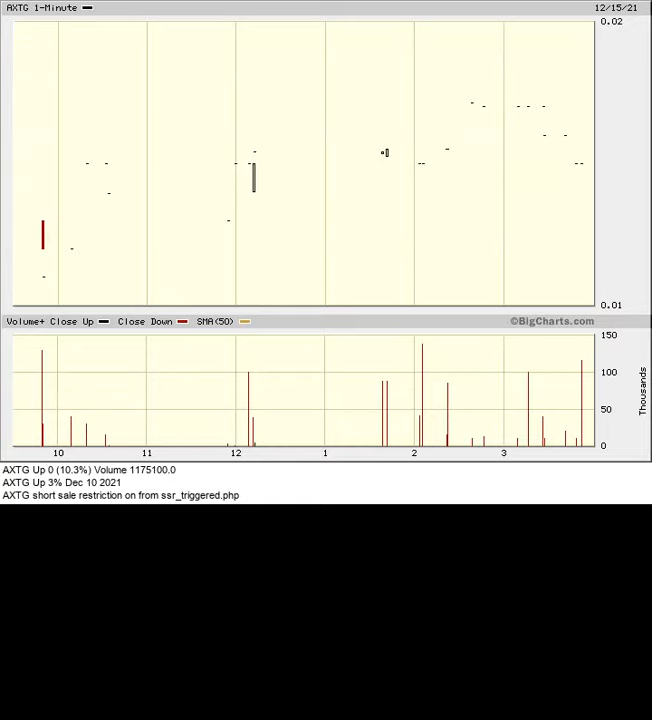 AXTG 1-Minute
12/15/21
0.02
0.01
Volume+ Close Up Close Down SMA(50) ©BigCharts.com
150
100
50
0
Thousands
10 11 12 1 2 3
AXTG Up 0 (10.3%) Volume 1175100.0
AXTG Up 3% Dec 10 2021
AXTG short sale restriction on from ssr_triggered.php